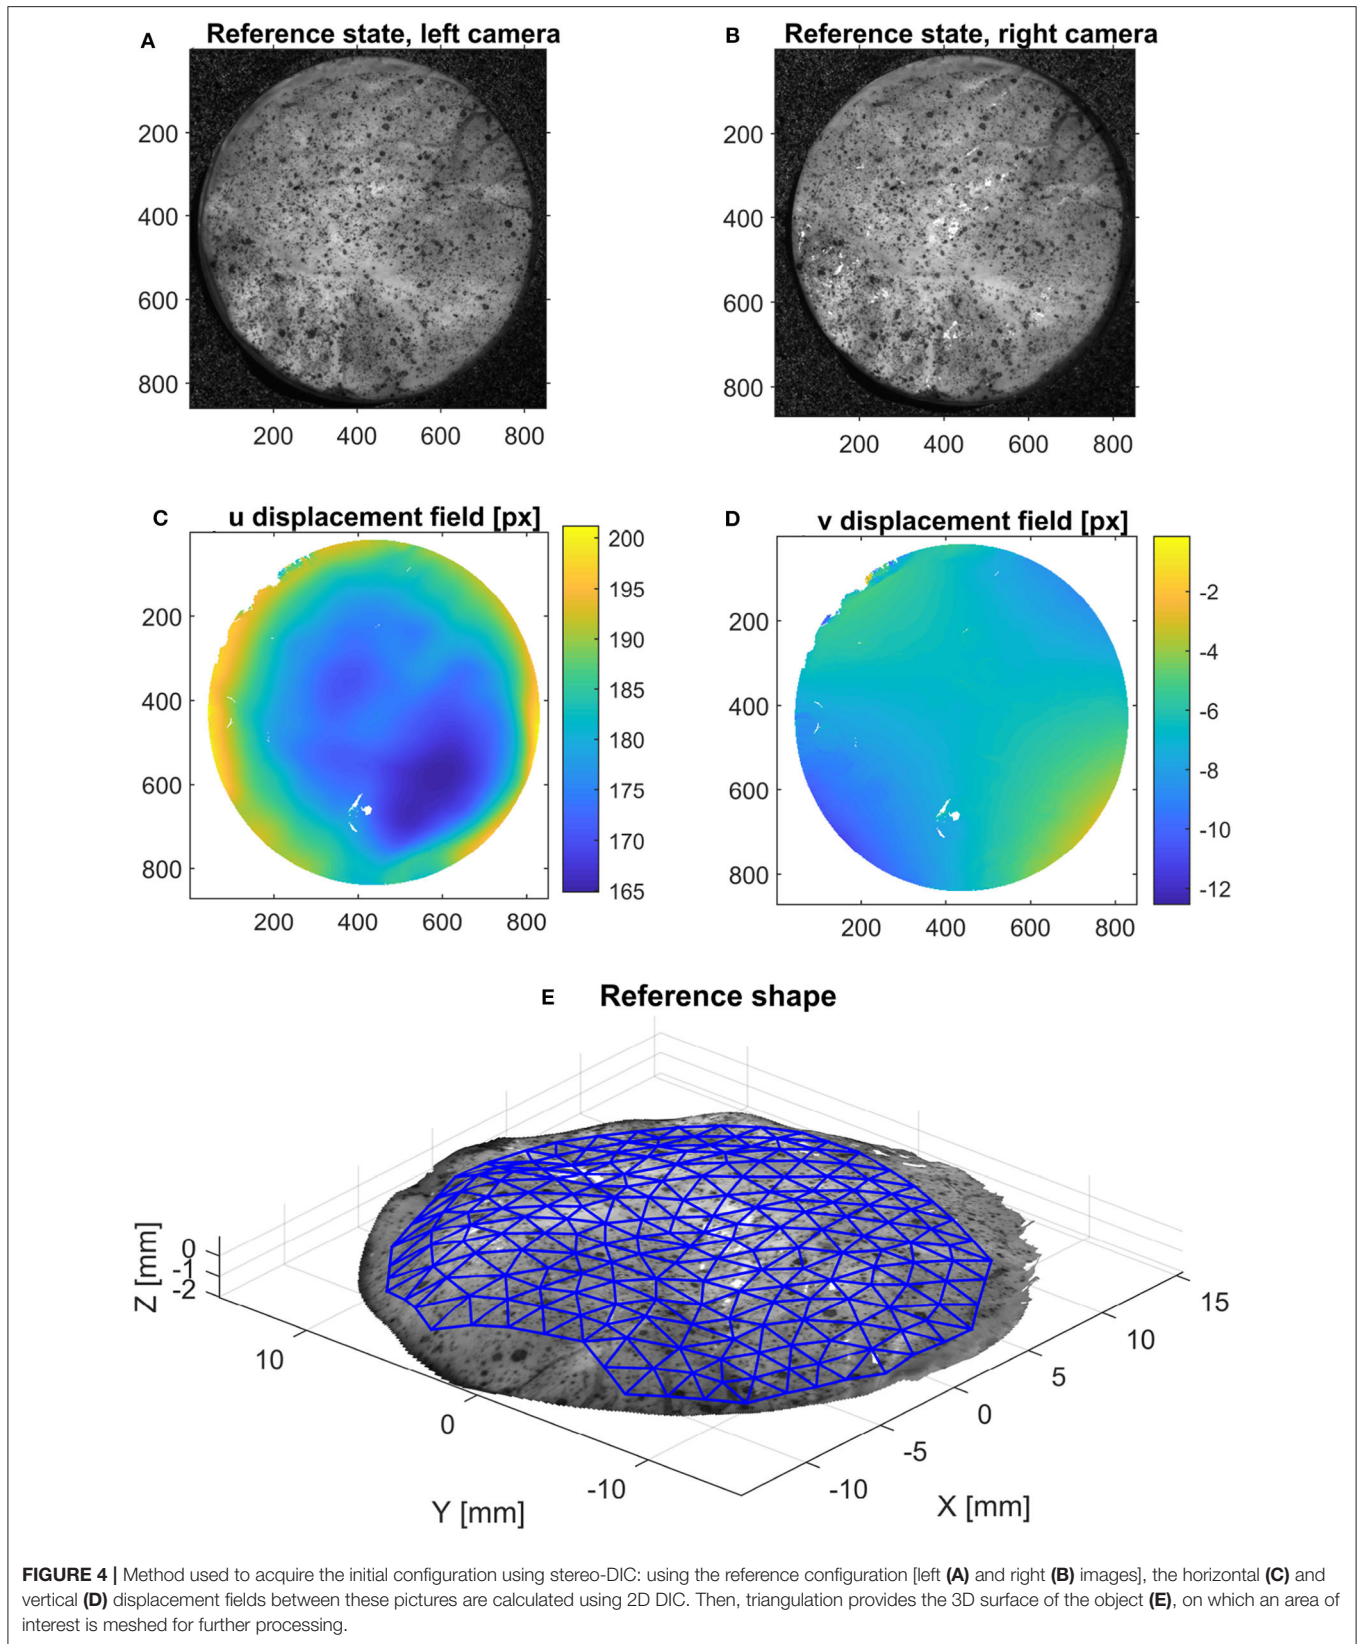 A Reference state, left camera
200
400
600
800
200 400 600 800
B Reference state, right camera
200
400
600
800
200 400 600 800
C u displacement field [px]
200
400
600
800
200 400 600 800
200
195
190
185
180
175
170
165
D v displacement field [px]
200
400
600
800
200 400 600 800
-2
-4
-6
-8
-10
-12
E Reference shape
Z [mm]
0
-1
-2
10
0
-10
Y [mm]
15
10
5
0
-5
-10
X [mm]
FIGURE 4 | Method used to acquire the initial configuration using stereo-DIC: using the reference configuration [left (A) and right (B) images], the horizontal (C) and
vertical (D) displacement fields between these pictures are calculated using 2D DIC. Then, triangulation provides the 3D surface of the object (E), on which an area of
interest is meshed for further processing.